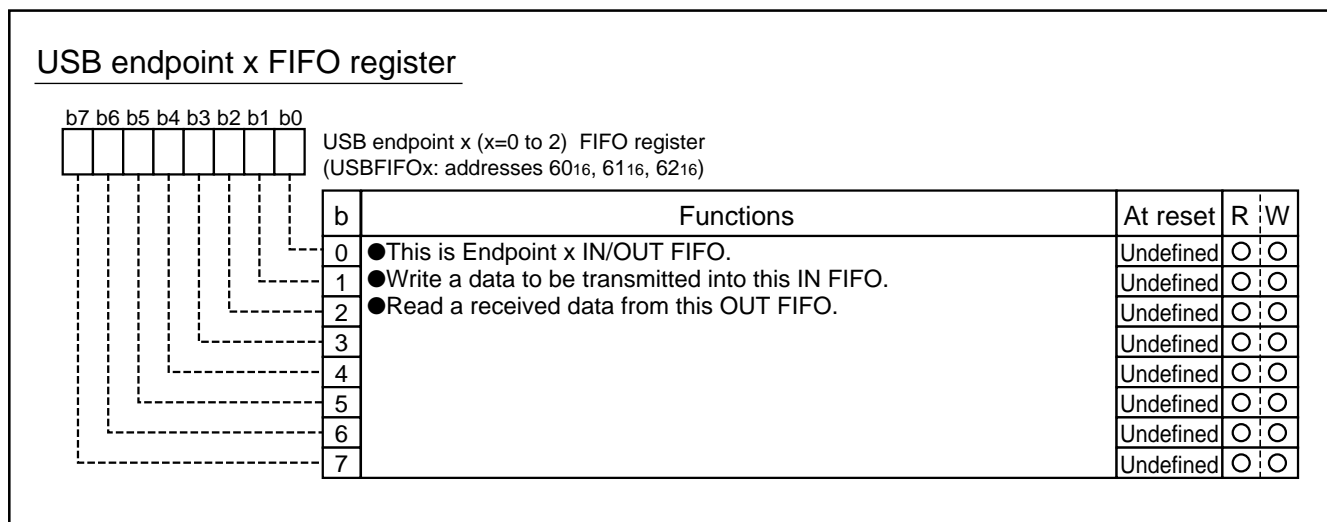 USB endpoint x FIFO register
b7 b6 b5 b4 b3 b2 b1 b0
USB endpoint x (x=0 to 2) FIFO register
(USBFIFOx: addresses 6016, 6116, 6216)
b Functions At reset R W
0 ●This is Endpoint x IN/OUT FIFO. Undefined O O
1 ●Write a data to be transmitted into this IN FIFO. Undefined O O
2 ●Read a received data from this OUT FIFO. Undefined O O
3 Undefined O O
4 Undefined O O
5 Undefined O O
6 Undefined O O
7 Undefined O O